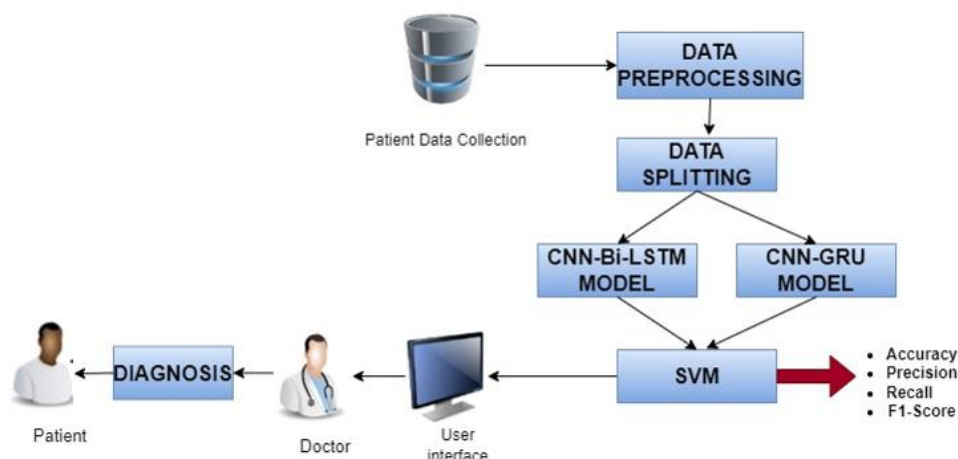 DATA
PREPROCESSING
Patient Data Collection
DATA
SPLITTING
CNN-Bi-LSTM
MODEL
CNN-GRU
MODEL
SVM
• Accuracy
• Precision
• Recall
• F1-Score
DIAGNOSIS
Patient
Doctor
User
interface